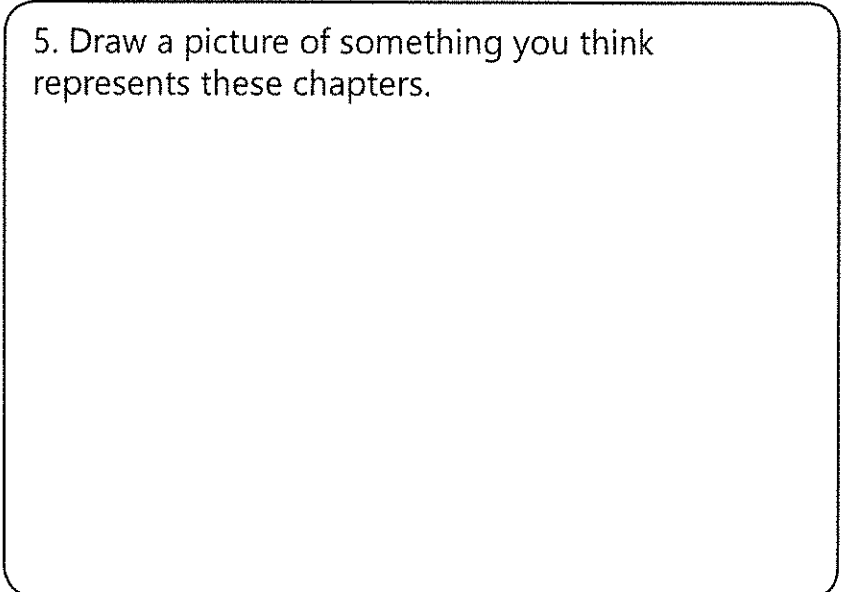 5. Draw a picture of something you think
represents these chapters.